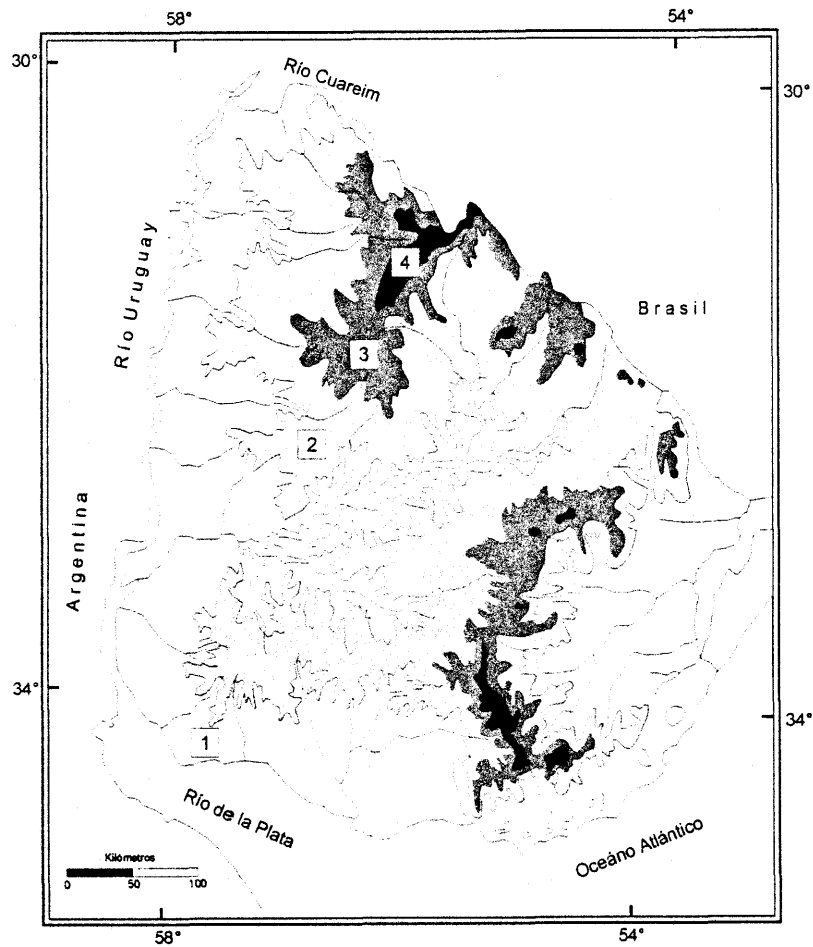 58°
54°
30°
30°
Río Cuareim
Río Uruguay
4
Brasil
3
2
Argentina
34°
34°
1
Río de la Plata
Oceáno Atlántico
Kilómetros
0 50 100
58°
54°